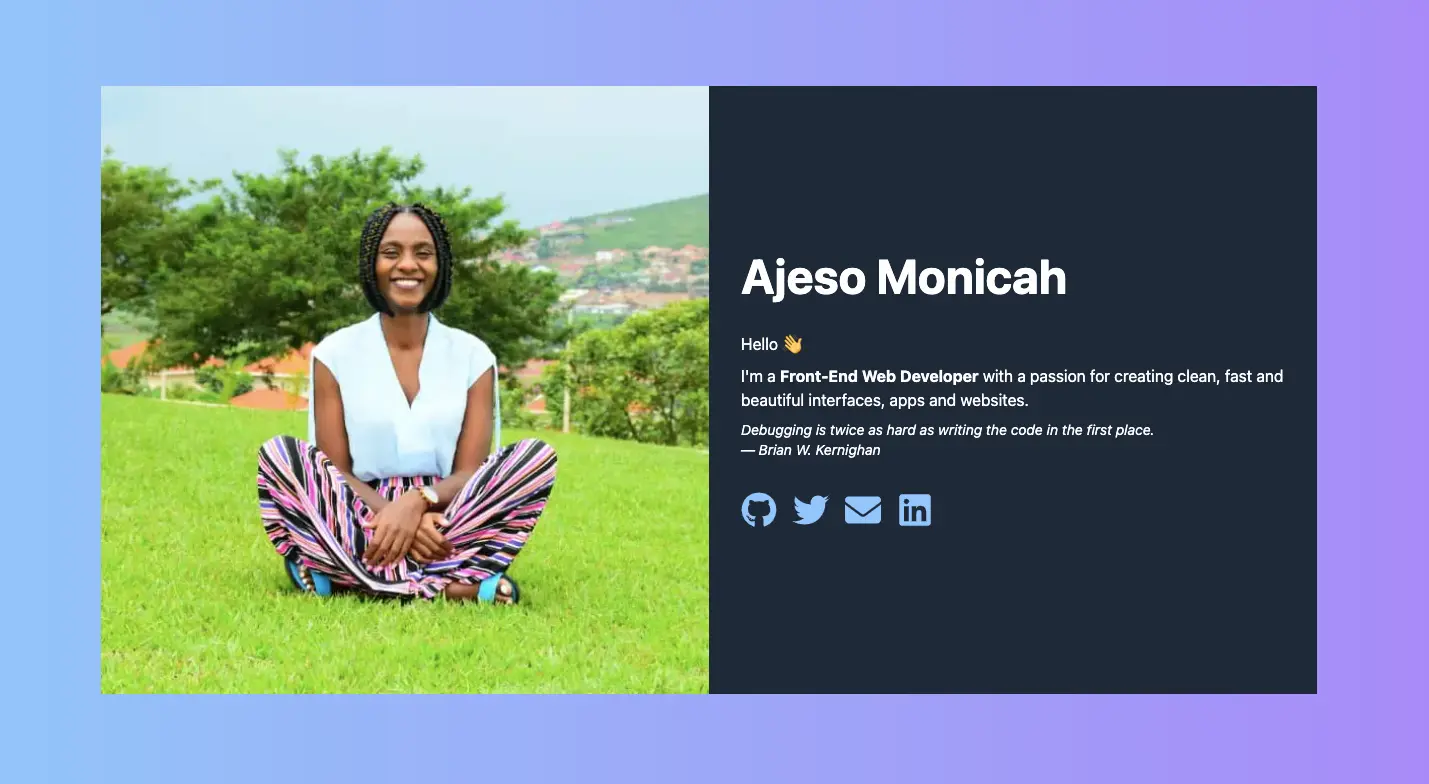 Ajeso Monicah
Hello 👋
I'm a Front-End Web Developer with a passion for creating clean, fast and
beautiful interfaces, apps and websites.
Debugging is twice as hard as writing the code in the first place.
— Brian W. Kernighan
in